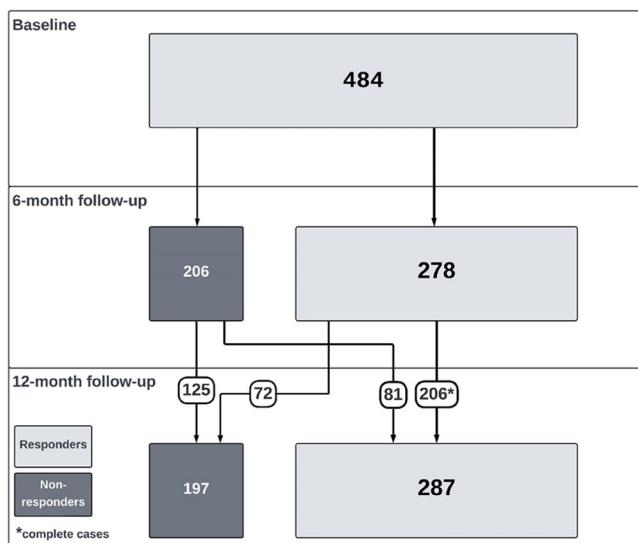 Baseline
484
6-month follow-up
206
278
12-month follow-up
125
72
81
206*
Responders
197
287
Non-
responders
*complete cases